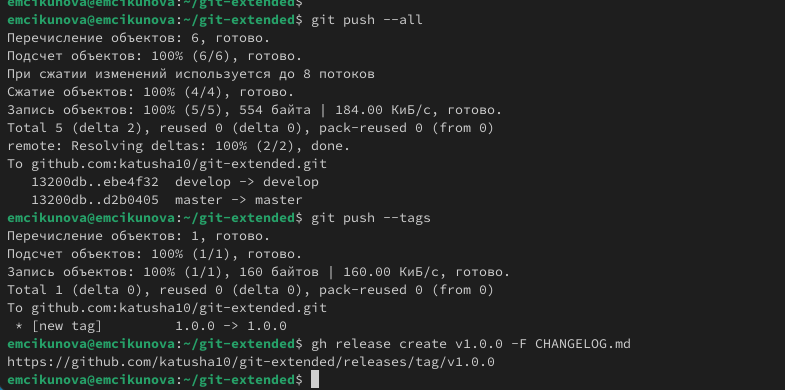 emcikunova@emcikunova:~/git-extended$
emcikunova@emcikunova:~/git-extended$ git push --all
Перечисление объектов: 6, готово.
Подсчет объектов: 100% (6/6), готово.
При сжатии изменений используется до 8 потоков
Сжатие объектов: 100% (4/4), готово.
Запись объектов: 100% (5/5), 554 байта | 184.00 КиБ/с, готово.
Total 5 (delta 2), reused 0 (delta 0), pack-reused 0 (from 0)
remote: Resolving deltas: 100% (2/2), done.
To github.com:katusha10/git-extended.git
   13200db..ebe4f32  develop -> develop
   13200db..d2b0405  master -> master
emcikunova@emcikunova:~/git-extended$ git push --tags
Перечисление объектов: 1, готово.
Подсчет объектов: 100% (1/1), готово.
Запись объектов: 100% (1/1), 160 байтов | 160.00 КиБ/с, готово.
Total 1 (delta 0), reused 0 (delta 0), pack-reused 0 (from 0)
To github.com:katusha10/git-extended.git
 * [new tag]         1.0.0 -> 1.0.0
emcikunova@emcikunova:~/git-extended$ gh release create v1.0.0 -F CHANGELOG.md
https://github.com/katusha10/git-extended/releases/tag/v1.0.0
emcikunova@emcikunova:~/git-extended$